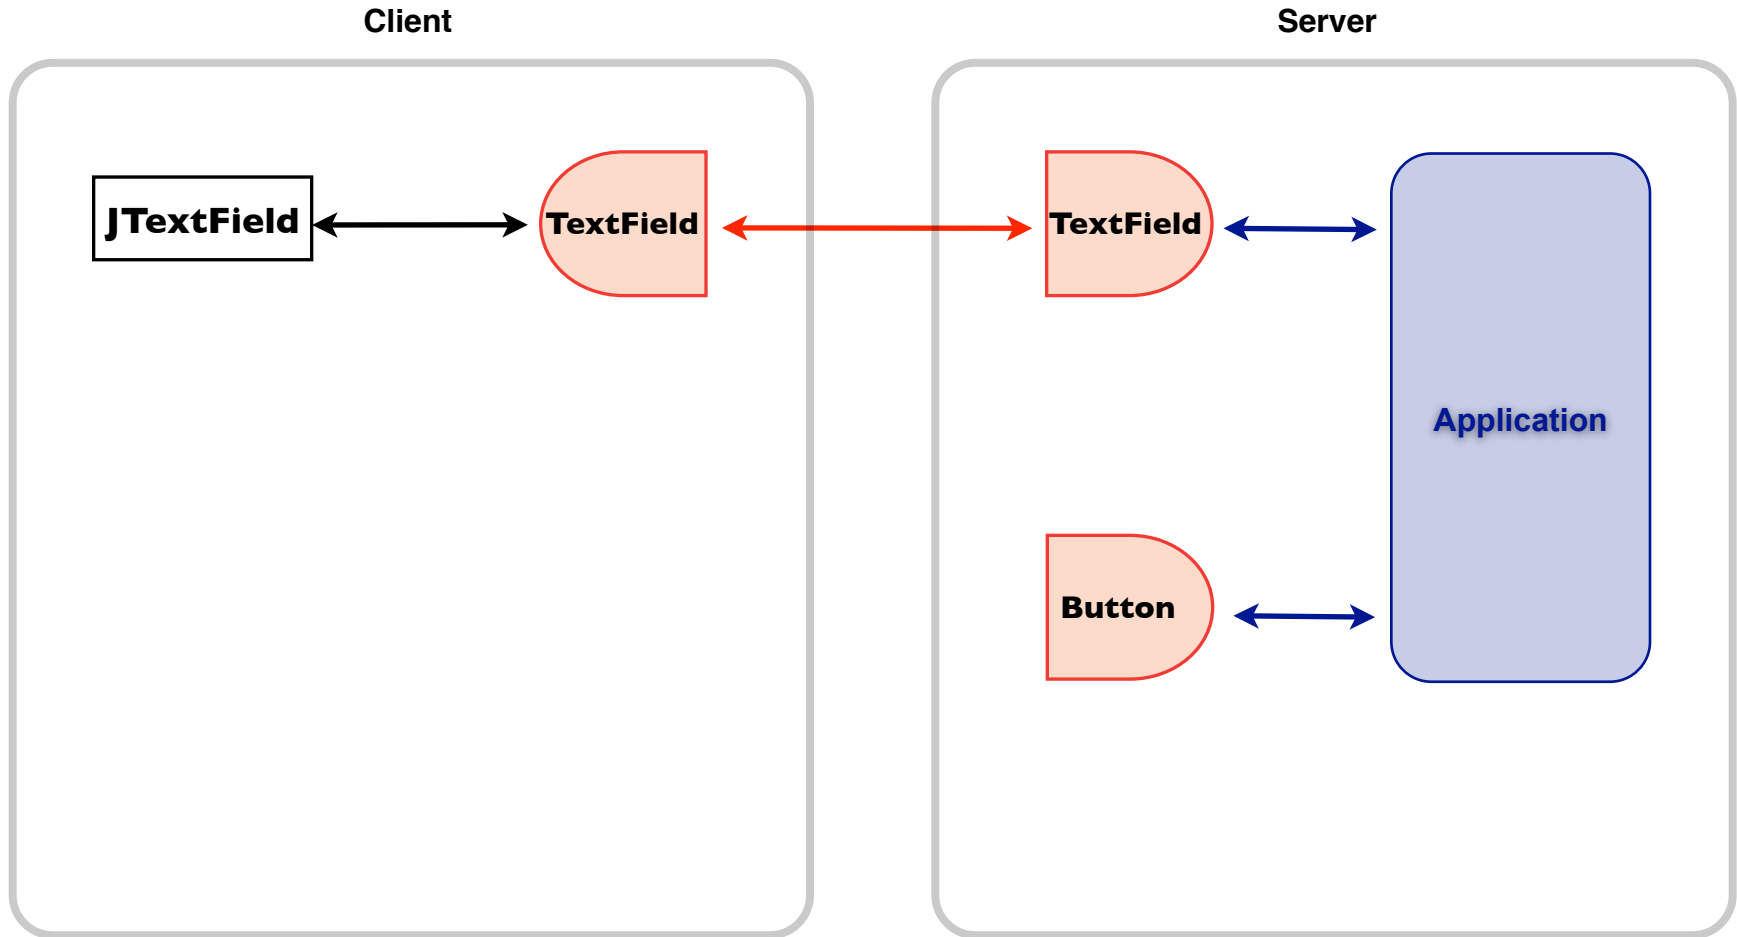 Client
Server
JTextField
TextField
TextField
Application
Button